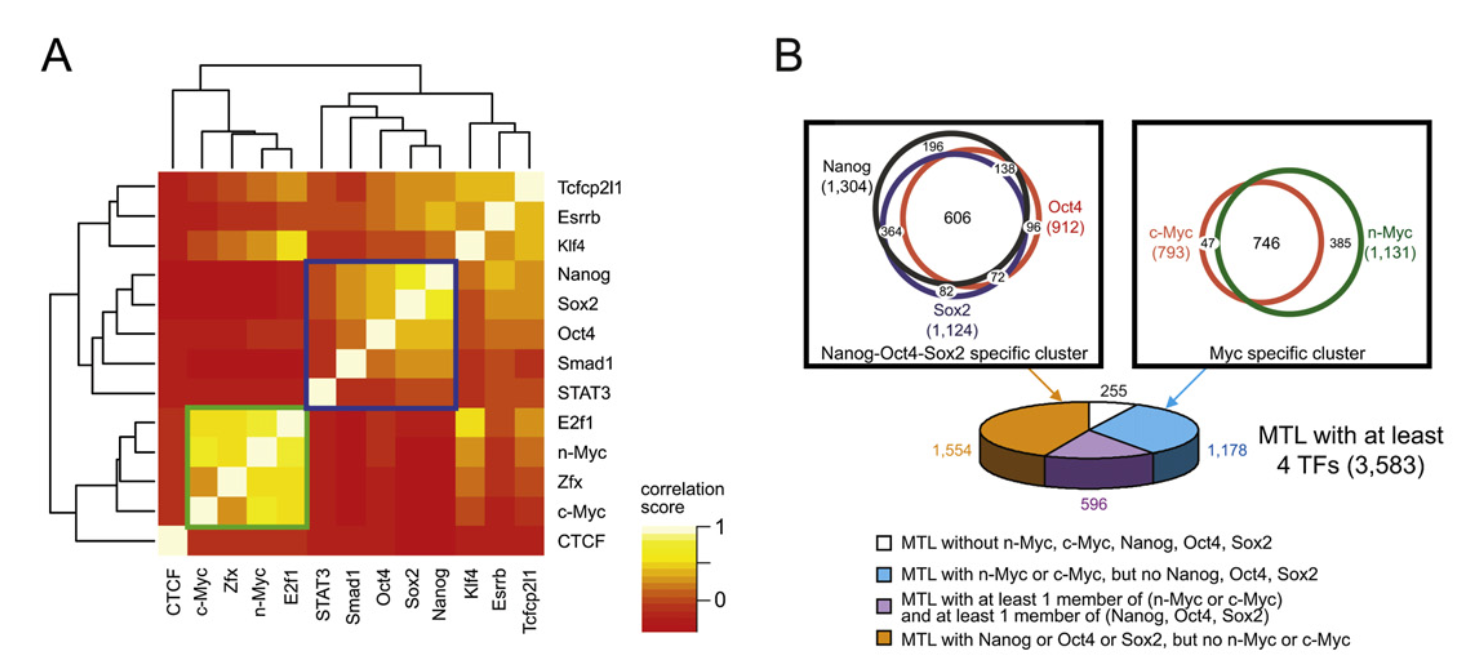 A
Tcfcp2l1
Esrrb
Klf4
Nanog
Sox2
Oct4
Smad1
STAT3
E2f1
n-Myc
Zfx
c-Myc
CTCF
CTCF
c-Myc
Zfx
n-Myc
E2f1
STAT3
Smad1
Oct4
Sox2
Nanog
Klf4
Esrrb
Tcfcp2l1
correlation
score
1
0
B
Nanog
(1,304)
196
138
606
Oct4
(912)
96
364
72
82
Sox2
(1,124)
Nanog-Oct4-Sox2 specific cluster
c-Myc
(793)
47
746
385
n-Myc
(1,131)
Myc specific cluster
255
1,554
1,178
596
MTL with at least
4 TFs (3,583)
MTL without n-Myc, c-Myc, Nanog, Oct4, Sox2
MTL with n-Myc or c-Myc, but no Nanog, Oct4, Sox2
MTL with at least 1 member of (n-Myc or c-Myc)
and at least 1 member of (Nanog, Oct4, Sox2)
MTL with Nanog or Oct4 or Sox2, but no n-Myc or c-Myc